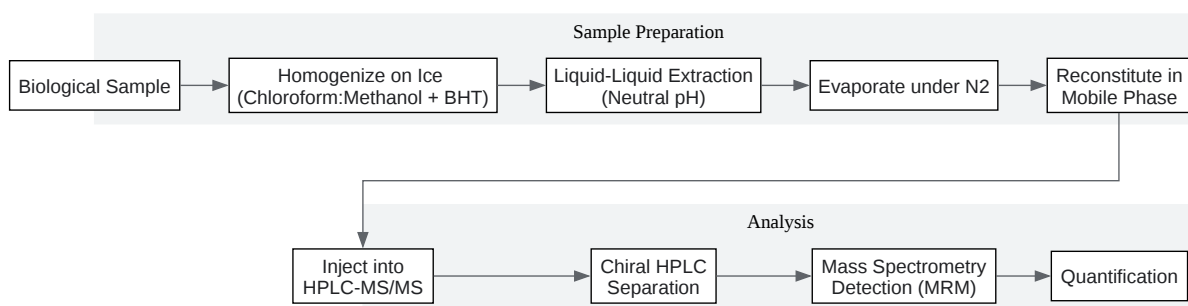 Sample Preparation
Biological Sample
Homogenize on Ice
(Chloroform:Methanol + BHT)
Liquid-Liquid Extraction
(Neutral pH)
Evaporate under N2
Reconstitute in
Mobile Phase
Analysis
Inject into
HPLC-MS/MS
Chiral HPLC
Separation
Mass Spectrometry
Detection (MRM)
Quantification